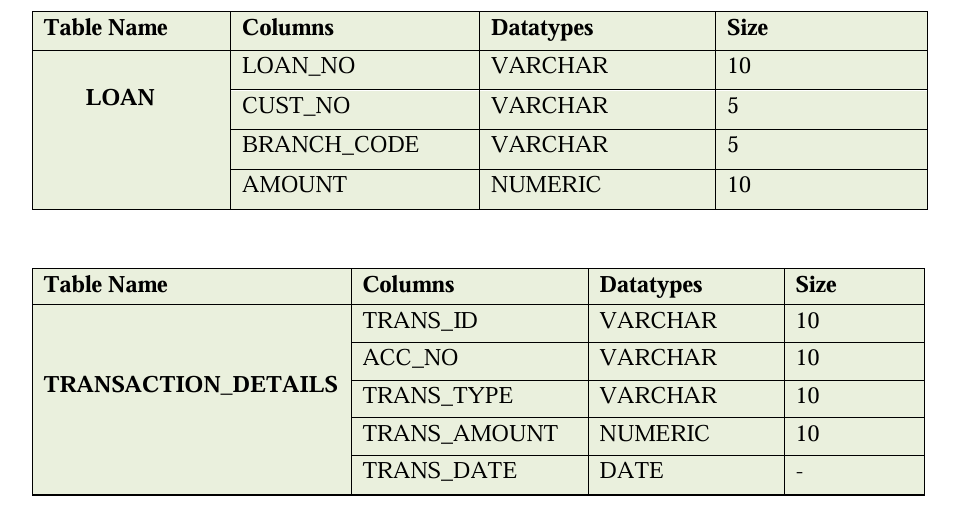 Table Name Columns Datatypes Size
LOAN LOAN_NO VARCHAR 10
CUST_NO VARCHAR 5
BRANCH_CODE VARCHAR 5
AMOUNT NUMERIC 10
Table Name Columns Datatypes Size
TRANSACTION_DETAILS TRANS_ID VARCHAR 10
ACC_NO VARCHAR 10
TRANS_TYPE VARCHAR 10
TRANS_AMOUNT NUMERIC 10
TRANS_DATE DATE -